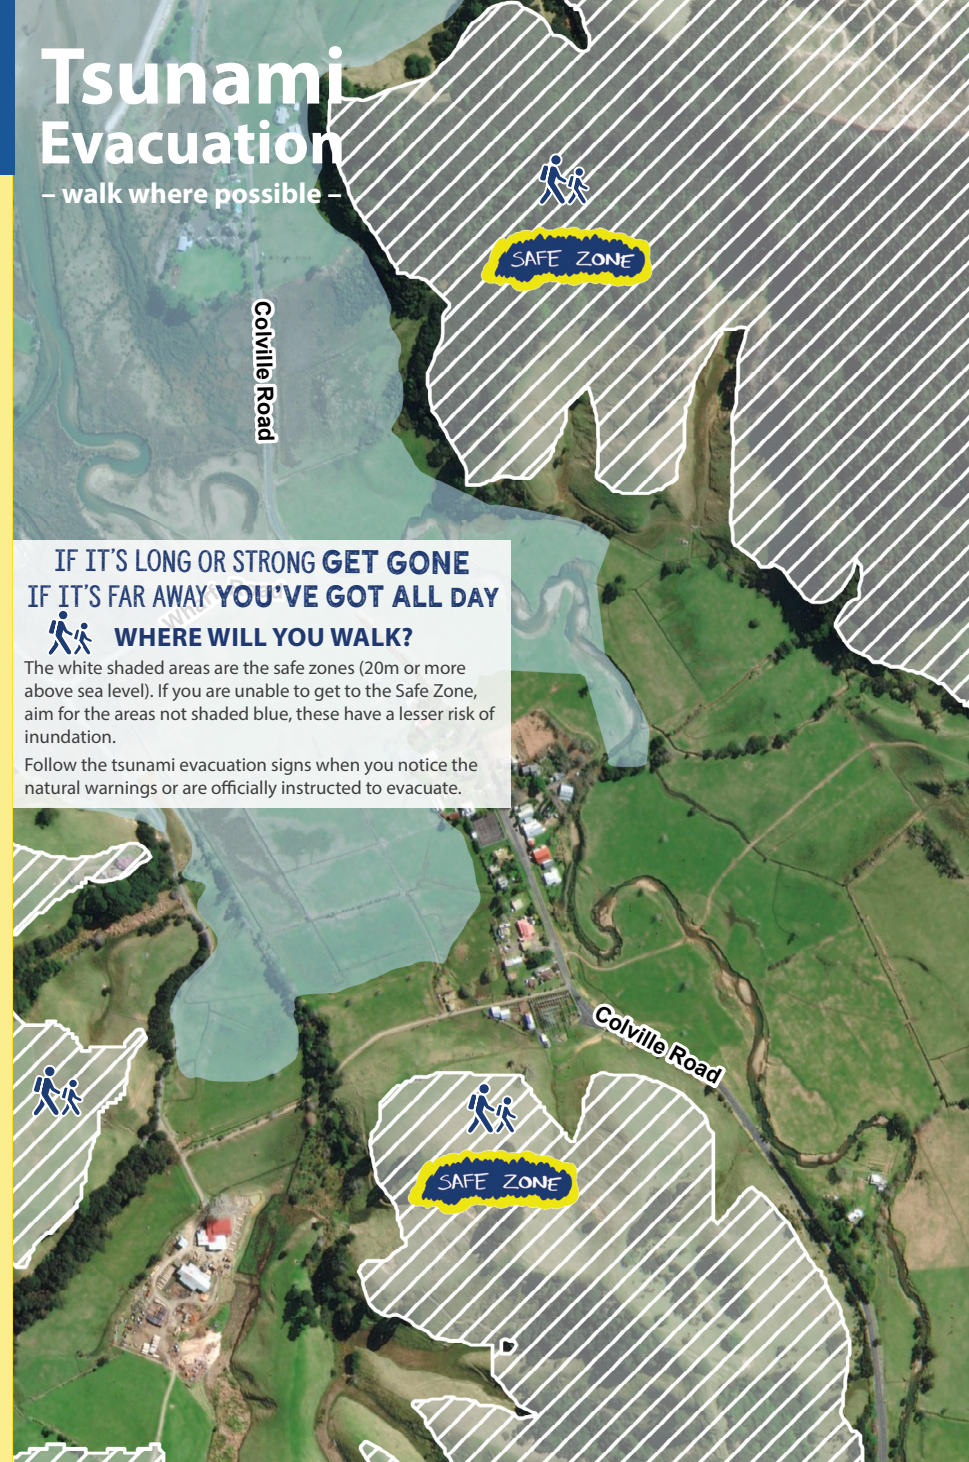 Tsunami
Evacuation
– walk where possible –
SAFE ZONE
Colville Road
IF IT'S LONG OR STRONG GET GONE
IF IT'S FAR AWAY YOU'VE GOT ALL DAY
Wharf Road
WHERE WILL YOU WALK?
The white shaded areas are the safe zones (20m or more
above sea level). If you are unable to get to the Safe Zone,
aim for the areas not shaded blue, these have a lesser risk of
inundation.
Follow the tsunami evacuation signs when you notice the
natural warnings or are officially instructed to evacuate.
Colville Road
SAFE ZONE